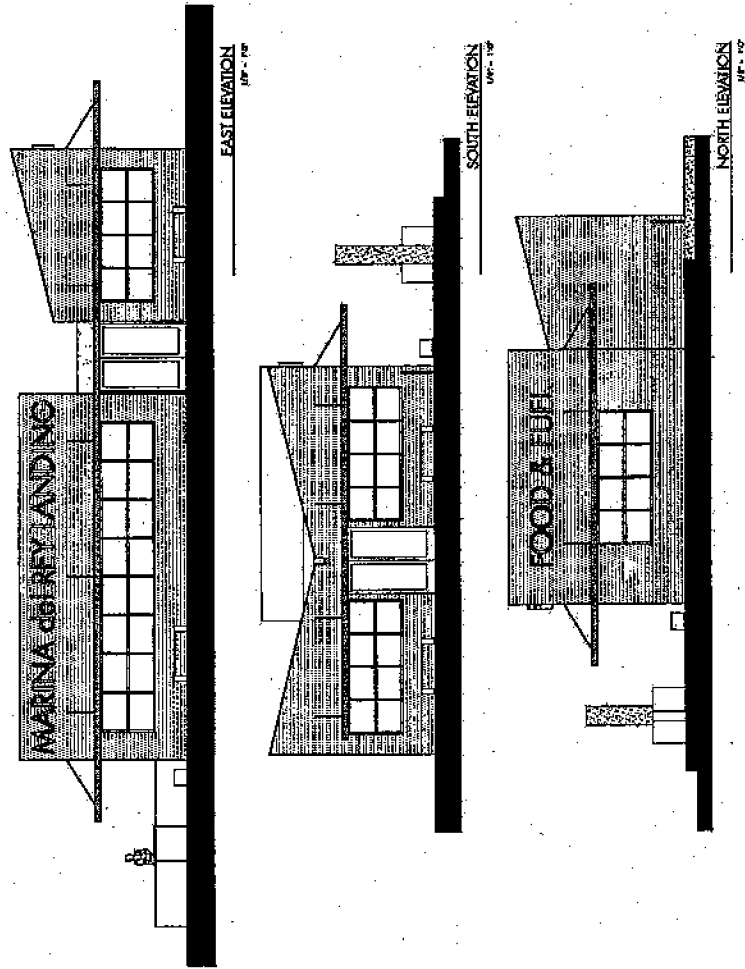 MARINA del REY LANDING
EAST ELEVATION
SOUTH ELEVATION
FOOD & FUEL
NORTH ELEVATION